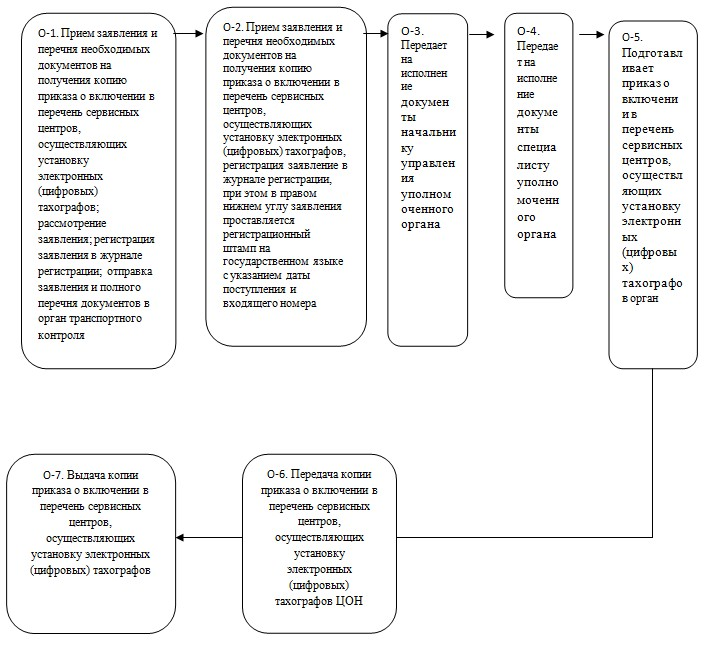 О-1. Прием заявления и
перечня необходимых
документов на
получения копию
приказа о включении в
перечень сервисных
центров,
осуществляющих
установку
электронных
(цифровых)
тахографов;
рассмотрение
заявления; регистрация
заявления в журнале
регистрации; отправка
заявления и полного
перечня документов в
орган транспортного
контроля
О-2. Прием заявления и
перечня необходимых
документов на
получения копию
приказа о включении в
перечень сервисных
центров,
осуществляющих
установку электронных
(цифровых) тахографов,
регистрация заявление в
журнале регистрации,
при этом в правом
нижнем углу заявления
проставляется
регистрационный
штамп на
государственном языке
с указанием даты
поступления и
входящего номера
О-3.
Передает
на
исполнен
ие
докумен
ты
начальни
ку
управлен
ия
уполном
оченного
органа
О-4.
Передае
т на
исполне
ние
докуме
нты
специа
листу
уполно
моченн
ого
органа
О-5.
Подготавл
ивает
приказ о
включени
и в
перечень
сервисных
центров,
осуществл
яющих
установку
электронн
ых
(цифровы
х)
тахографо
в орган
О-7. Выдача копии
приказа о включении в
перечень сервисных
центров,
осуществляющих
установку электронных
(цифровых) тахографов
О-6. Передача копии
приказа о включении в
перечень сервисных
центров,
осуществляющих
установку
электронных
(цифровых)
тахографов ЦОН